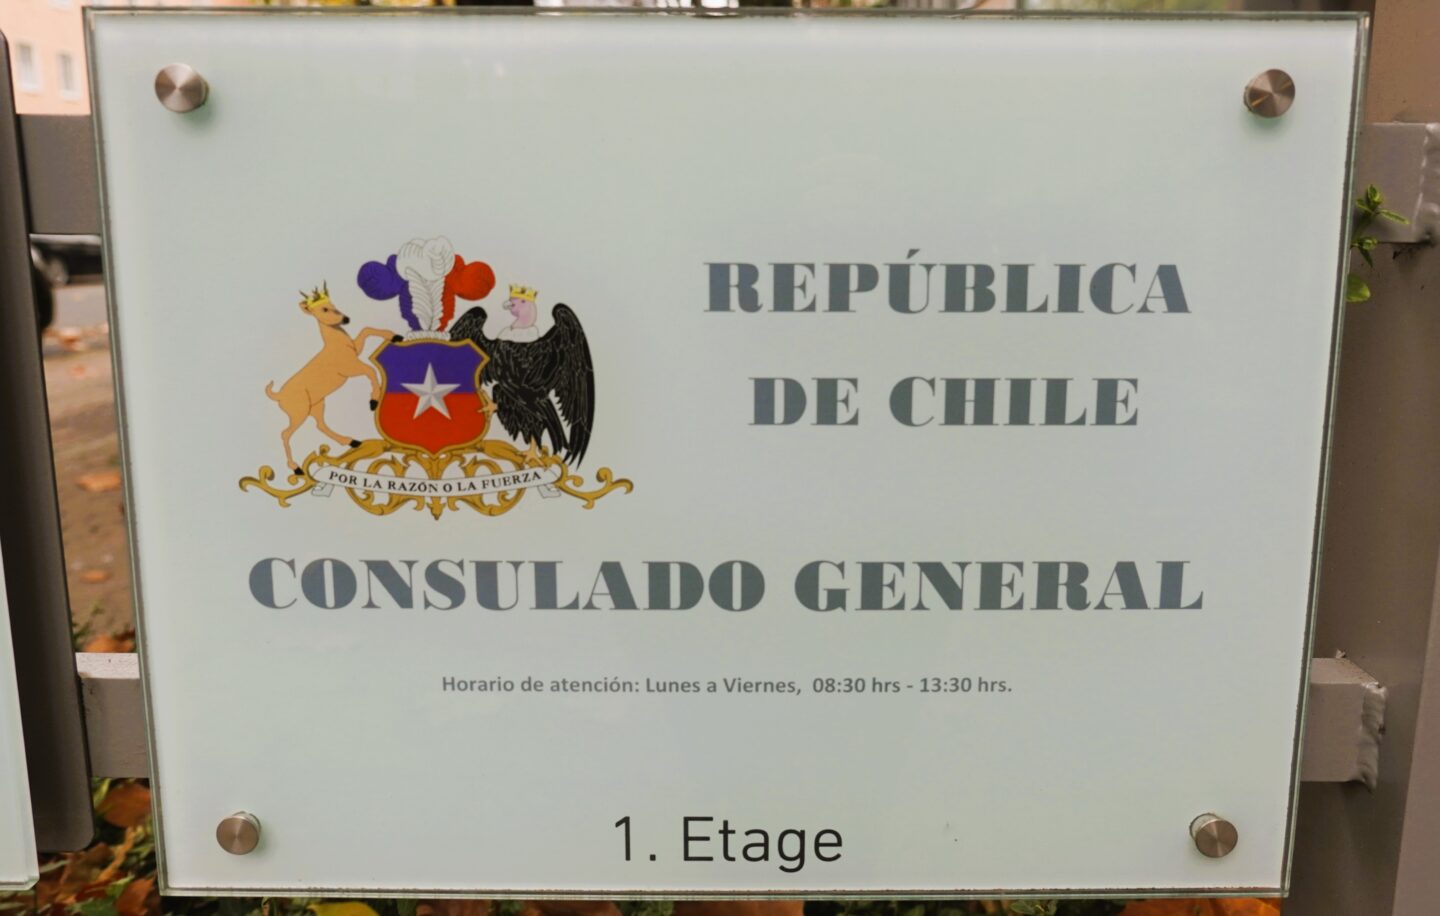 REPÚBLICA
DE CHILE
POR LA RAZÓN O LA FUERZA
CONSULADO GENERAL
Horario de atención: Lunes a Viernes, 08:30 hrs - 13:30 hrs.
1. Etage